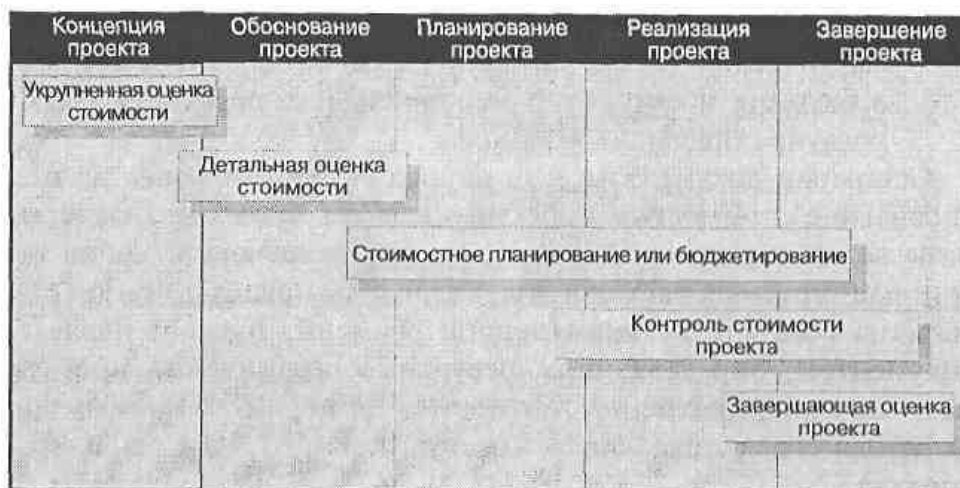 Концепция проекта
Обоснование проекта
Планирование проекта
Реализация проекта
Завершение проекта
Укрупненная оценка
стоимости
Детальная оценка
стоимости
Стоимостное планирование или бюджетирование
Контроль стоимости
проекта
Завершающая оценка
проекта